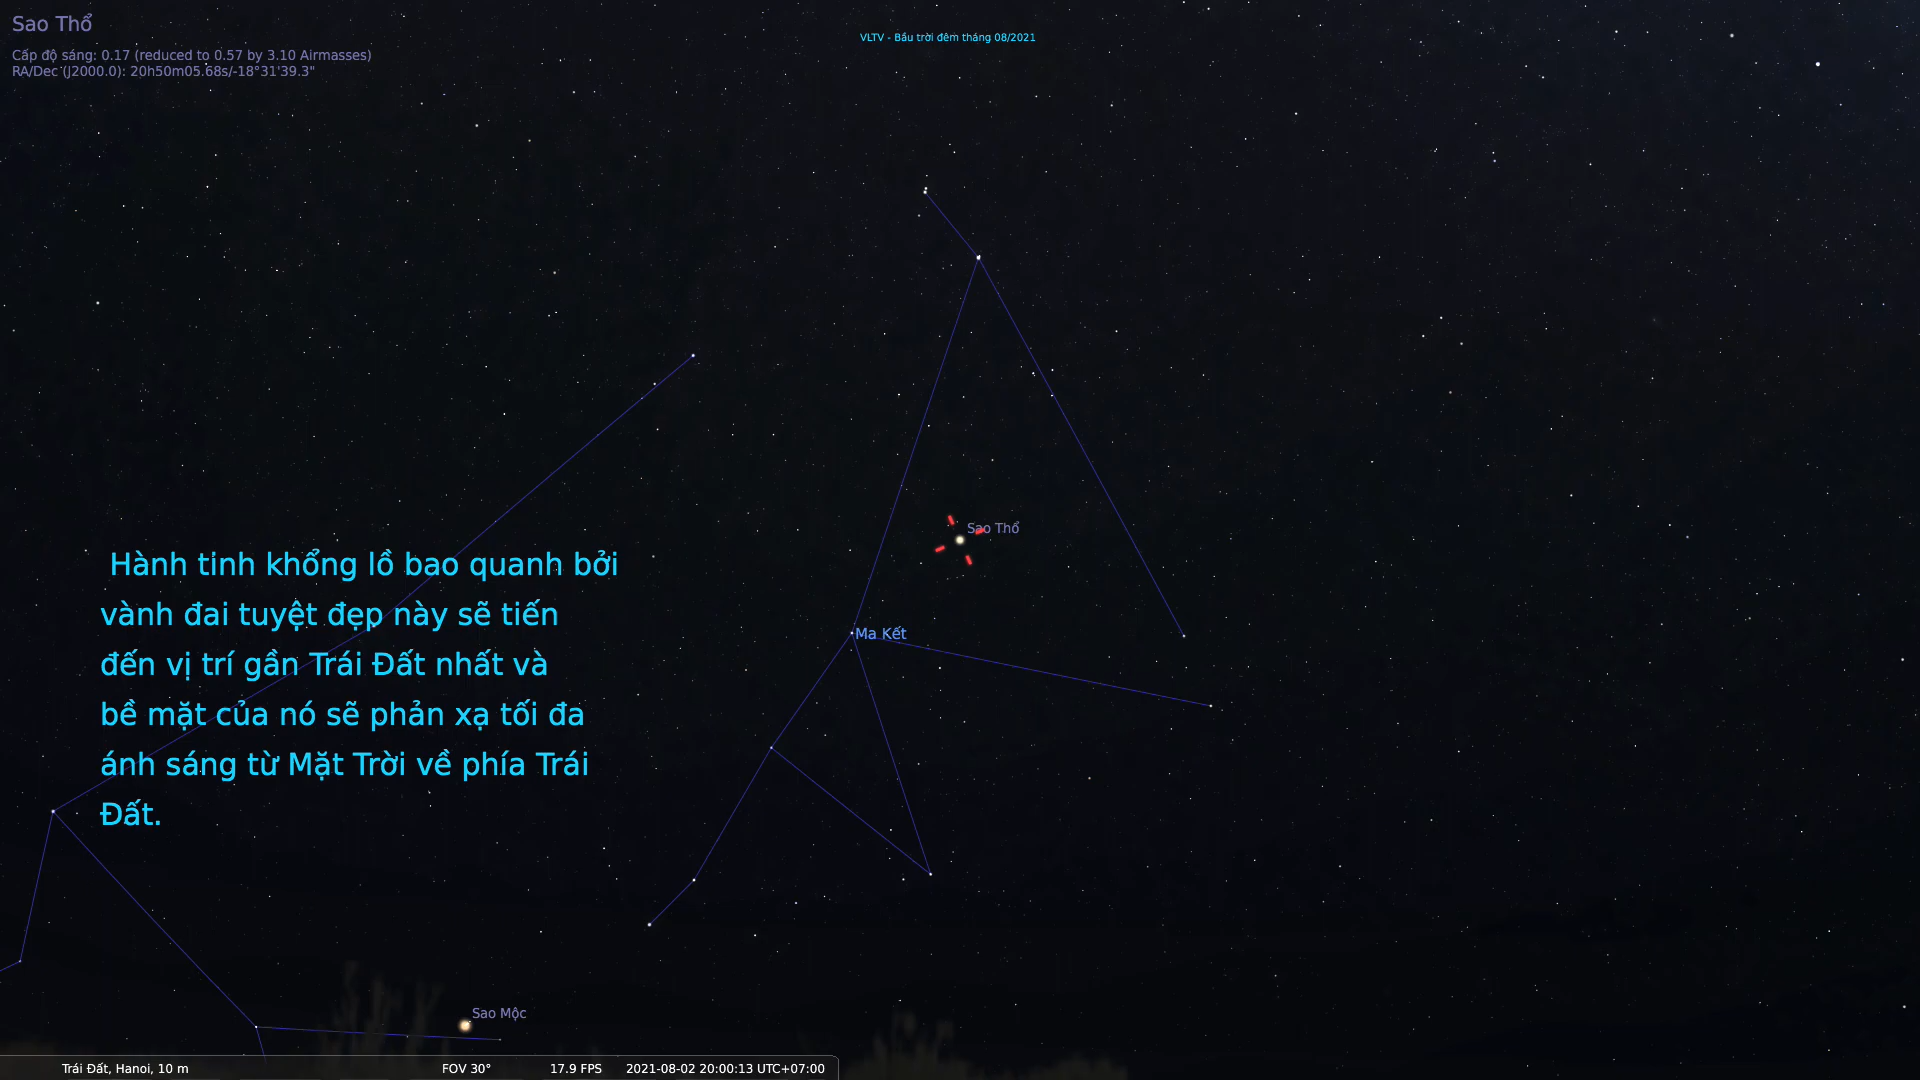 Sao Thổ
Cấp độ sáng: 0.17 (reduced to 0.57 by 3.10 Airmasses)
RA/Dec (J2000.0): 20h50m05.68s/-18°31'39.3"
VLTV - Bầu trời đêm tháng 08/2021
Sao Thổ
Hành tinh khổng lồ bao quanh bởi
vành đai tuyệt đẹp này sẽ tiến
đến vị trí gần Trái Đất nhất và
bề mặt của nó sẽ phản xạ tối đa
ánh sáng từ Mặt Trời về phía Trái
Đất.
Ma Kết
Sao Mộc
Trái Đất, Hanoi, 10 m FOV 30° 17.9 FPS 2021-08-02 20:00:13 UTC+07:00